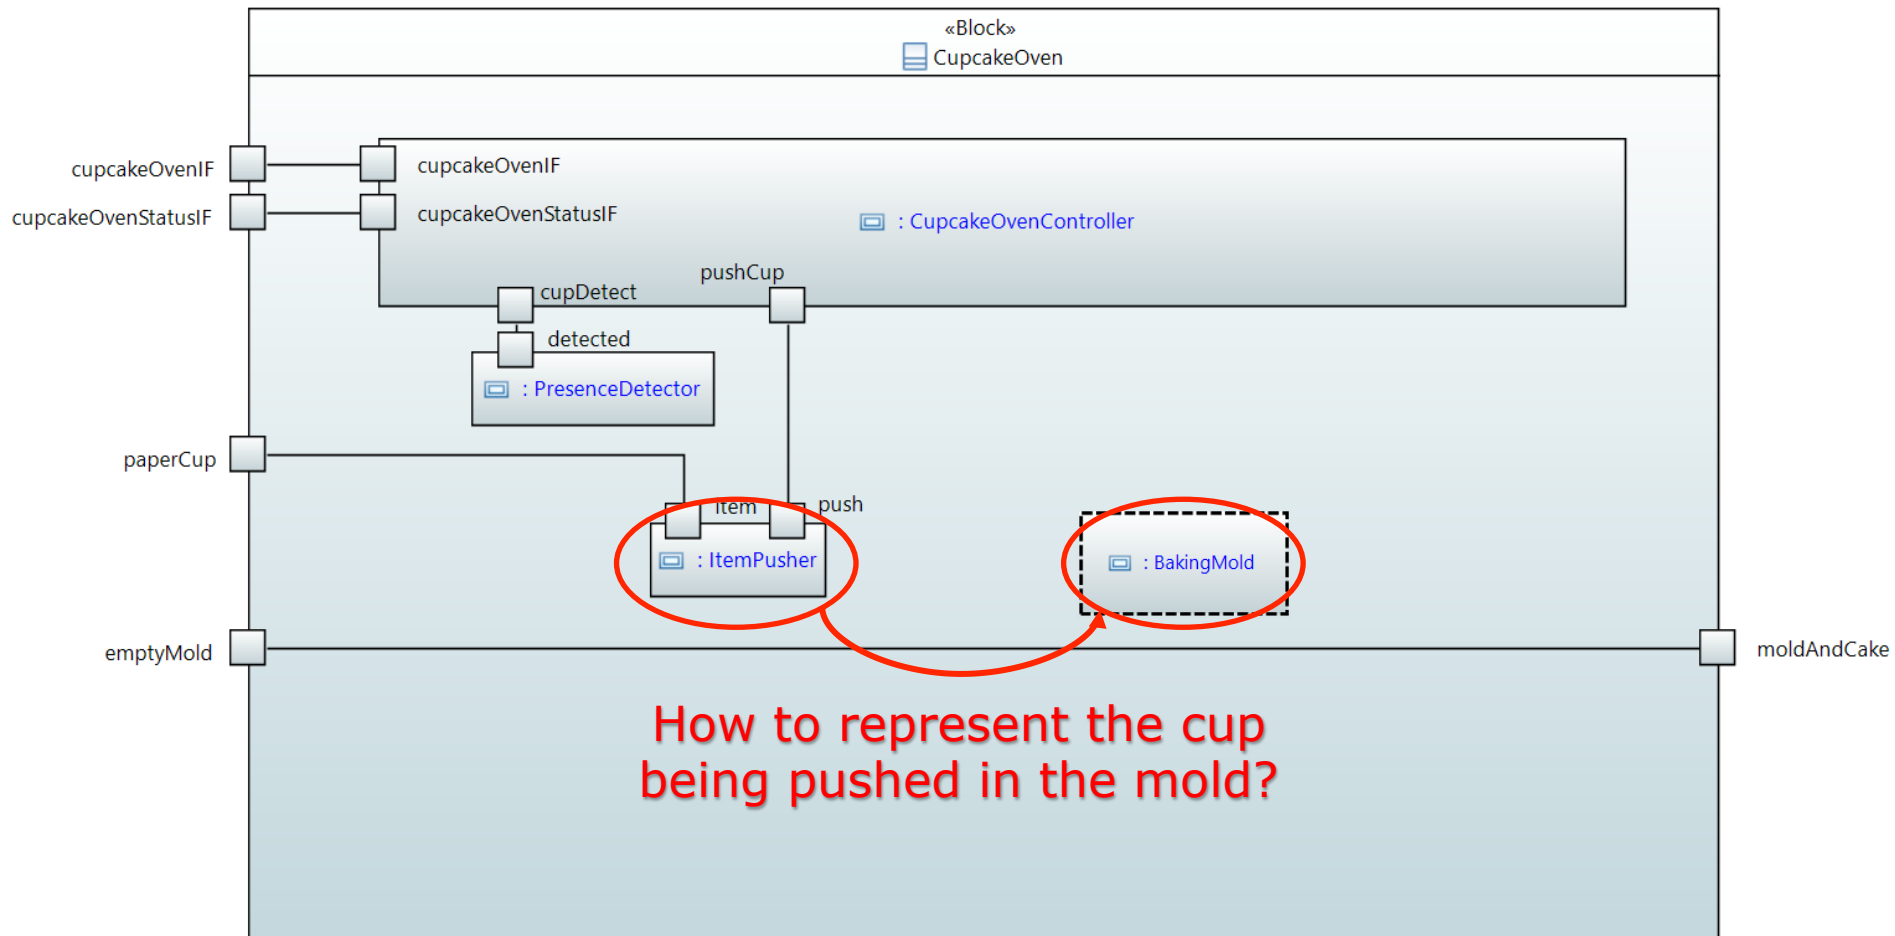 «Block»
CupcakeOven
cupcakeOvenIF
cupcakeOvenIF
cupcakeOvenStatusIF
cupcakeOvenStatusIF
: CupcakeOvenController
pushCup
cupDetect
detected
: PresenceDetector
paperCup
item
push
: ItemPusher
: BakingMold
emptyMold
moldAndCake
How to represent the cup
being pushed in the mold?